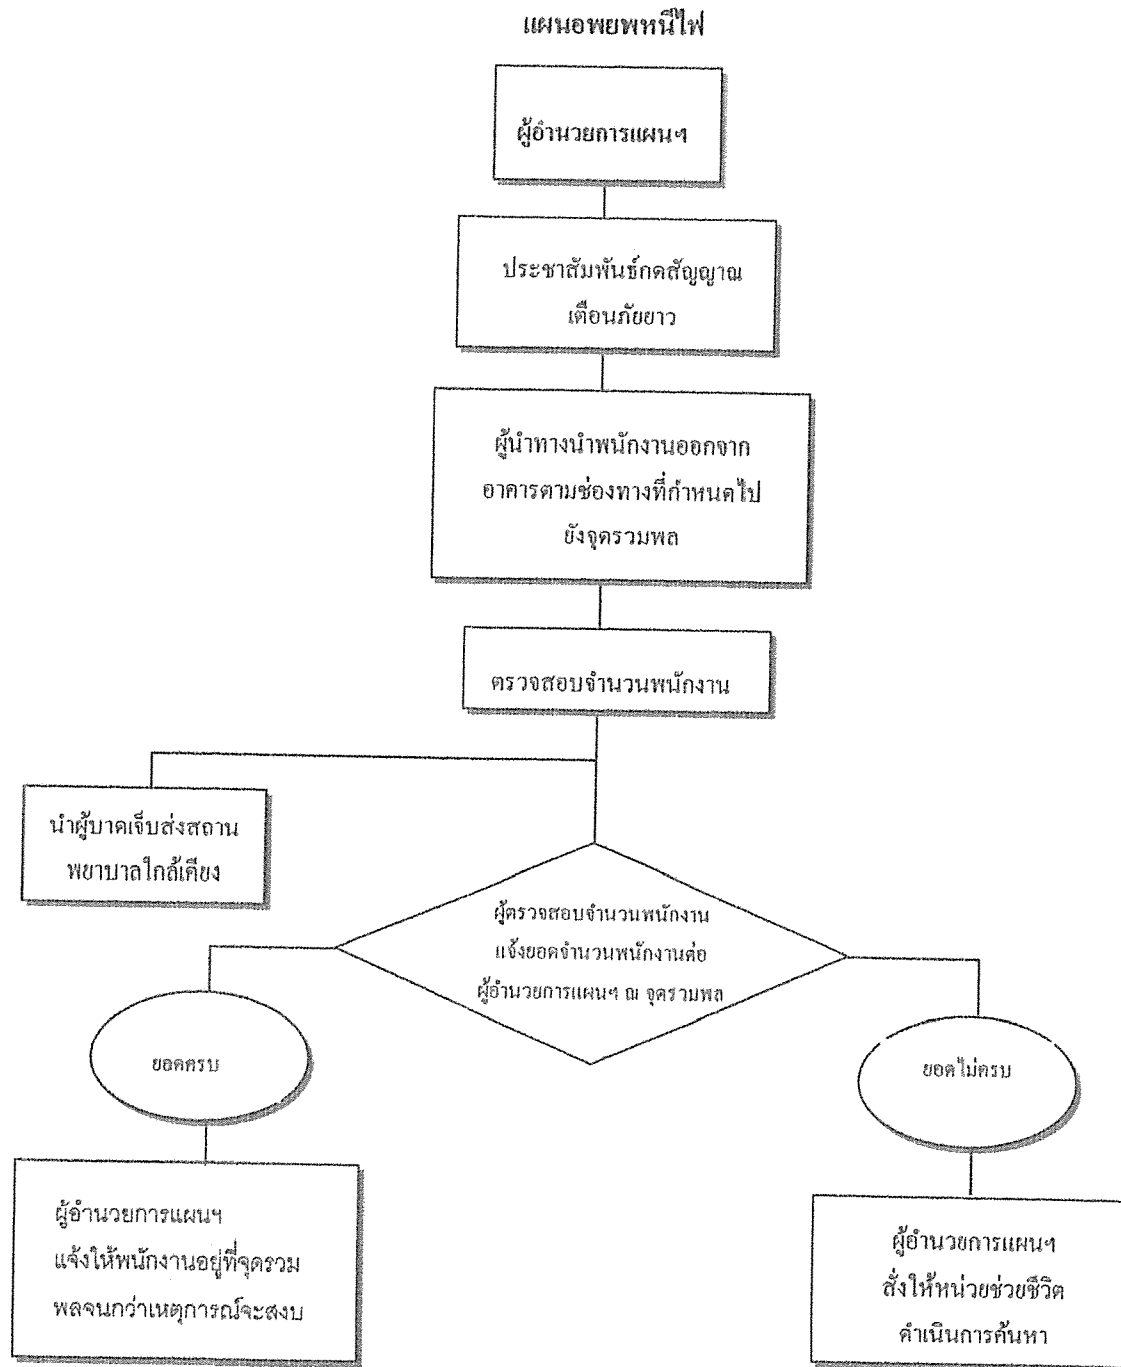 แผนอพยพหนีไฟ
ผู้อำนวยการแผนฯ
ประชาสัมพันธ์กดสัญญาณ
เตือนภัยยาว
ผู้นำทางนำพนักงานออกจาก
อาคารตามช่องทางที่กำหนดไป
ยังจุดรวมพล
ตรวจสอบจำนวนพนักงาน
นำผู้บาดเจ็บส่งสถาน
พยาบาลใกล้เคียง
ผู้ตรวจสอบจำนวนพนักงาน
แจ้งยอดจำนวนพนักงานต่อ
ผู้อำนวยการแผนฯ ณ จุดรวมพล
ยอดครบ
ยอดไม่ครบ
ผู้อำนวยการแผนฯ
แจ้งให้พนักงานอยู่ที่จุดรวม
พลจนกว่าเหตุการณ์จะสงบ
ผู้อำนวยการแผนฯ
สั่งให้หน่วยช่วยชีวิต
ดำเนินการค้นหา